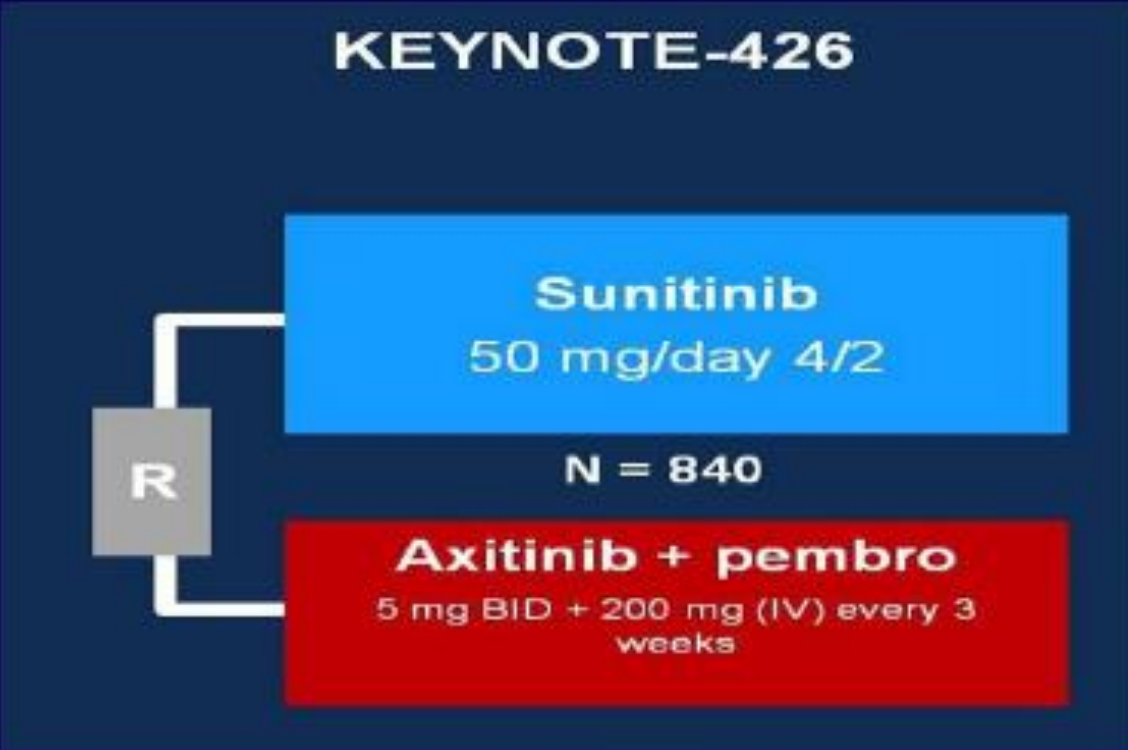 KEYNOTE-426
Sunitinib
50 mg/day 4/2
R
N = 840
Axitinib + pembro
5 mg BID + 200 mg (IV) every 3
weeks